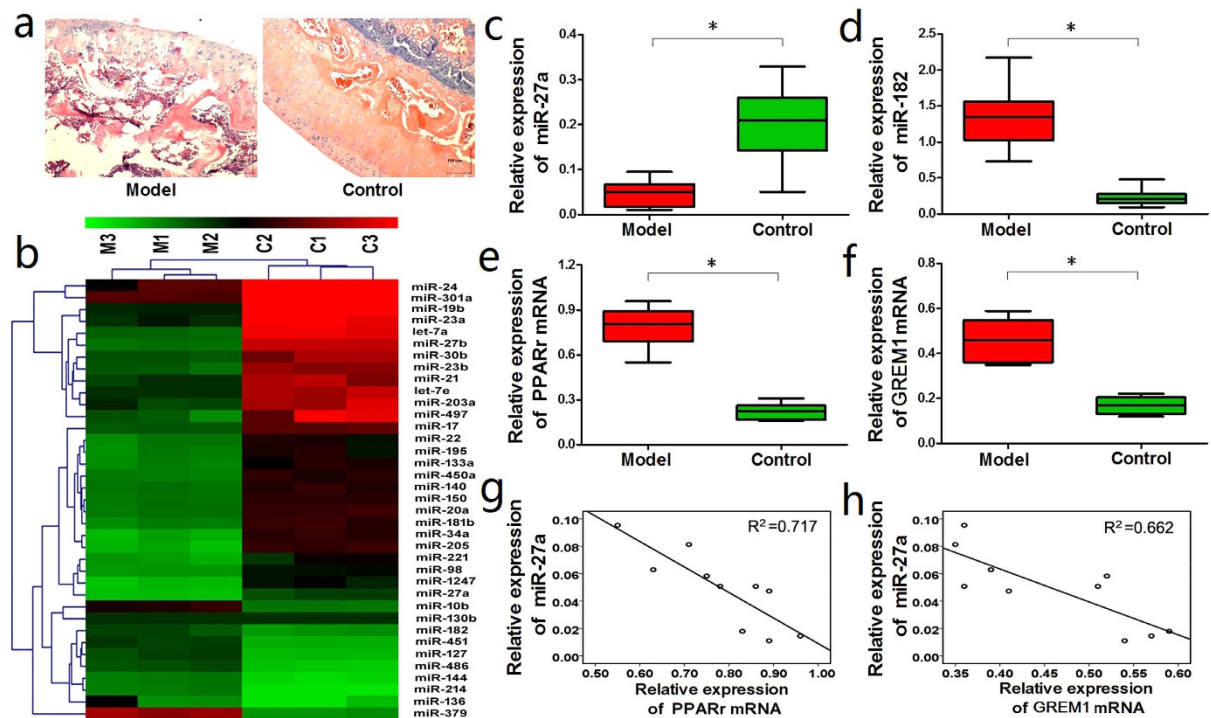 a
Model
Control
b
M3 M1 M2 C2 C1 C3
miR-24
miR-301a
miR-19b
miR-23a
let-7a
miR-27b
miR-30b
miR-23b
miR-21
let-7e
miR-203a
miR-497
miR-17
miR-22
miR-195
miR-133a
miR-450a
miR-140
miR-150
miR-20a
miR-181b
miR-34a
miR-205
miR-221
miR-98
miR-1247
miR-27a
miR-10b
miR-130b
miR-182
miR-451
miR-127
miR-486
miR-144
miR-214
miR-136
miR-379
c
Relative expression
of miR-27a
0.4
0.3
0.2
0.1
0.0
*
Model Control
d
Relative expression
of miR-182
2.5
2.0
1.5
1.0
0.5
0.0
*
Model Control
e
Relative expression
of PPARr mRNA
1.2
0.9
0.6
0.3
0.0
*
Model Control
f
Relative expression
of GREM1 mRNA
0.8
0.6
0.4
0.2
0.0
*
Model Control
g
Relative expression
of miR-27a
0.10
0.08
0.06
0.04
0.02
0.00
R²=0.717
0.50 0.60 0.70 0.80 0.90 1.00
Relative expression
of PPARr mRNA
h
Relative expression
of miR-27a
0.10
0.08
0.06
0.04
0.02
0.00
R²=0.662
0.35 0.40 0.45 0.50 0.55 0.60
Relative expression
of GREM1 mRNA